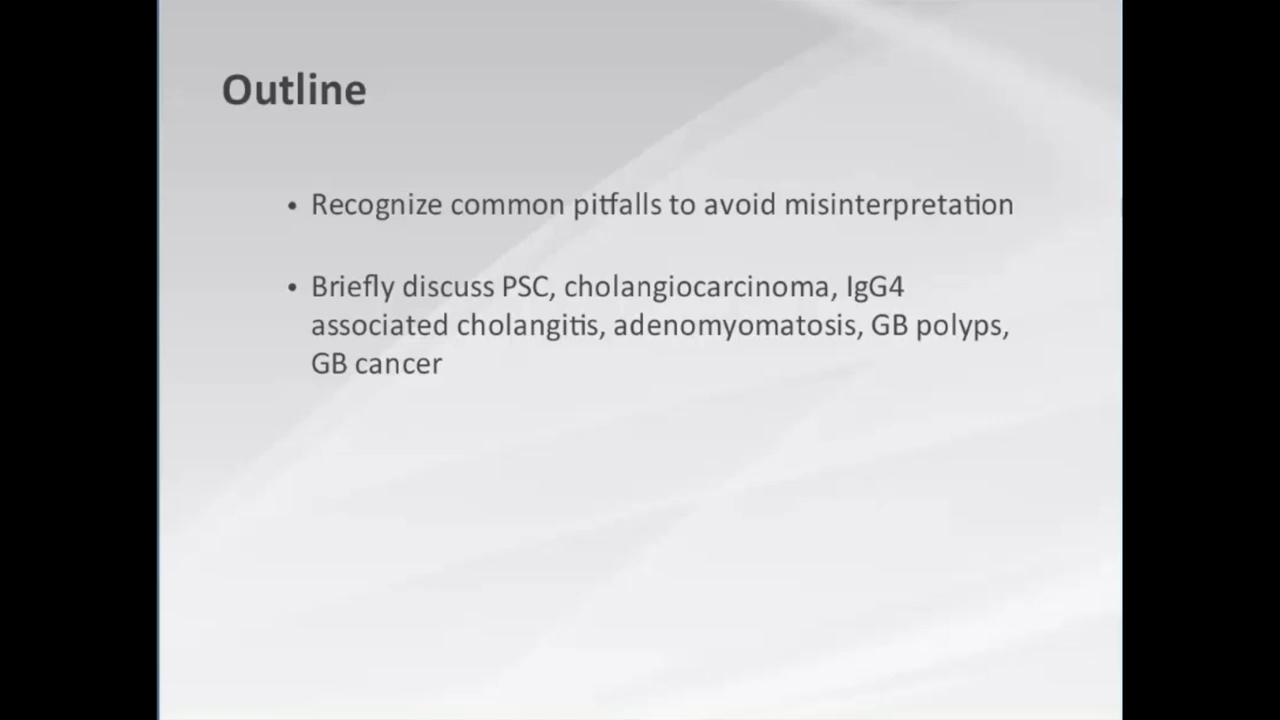 Outline
• Recognize common pitfalls to avoid misinterpretation
• Briefly discuss PSC, cholangiocarcinoma, IgG4
associated cholangitis, adenomyomatosis, GB polyps,
GB cancer